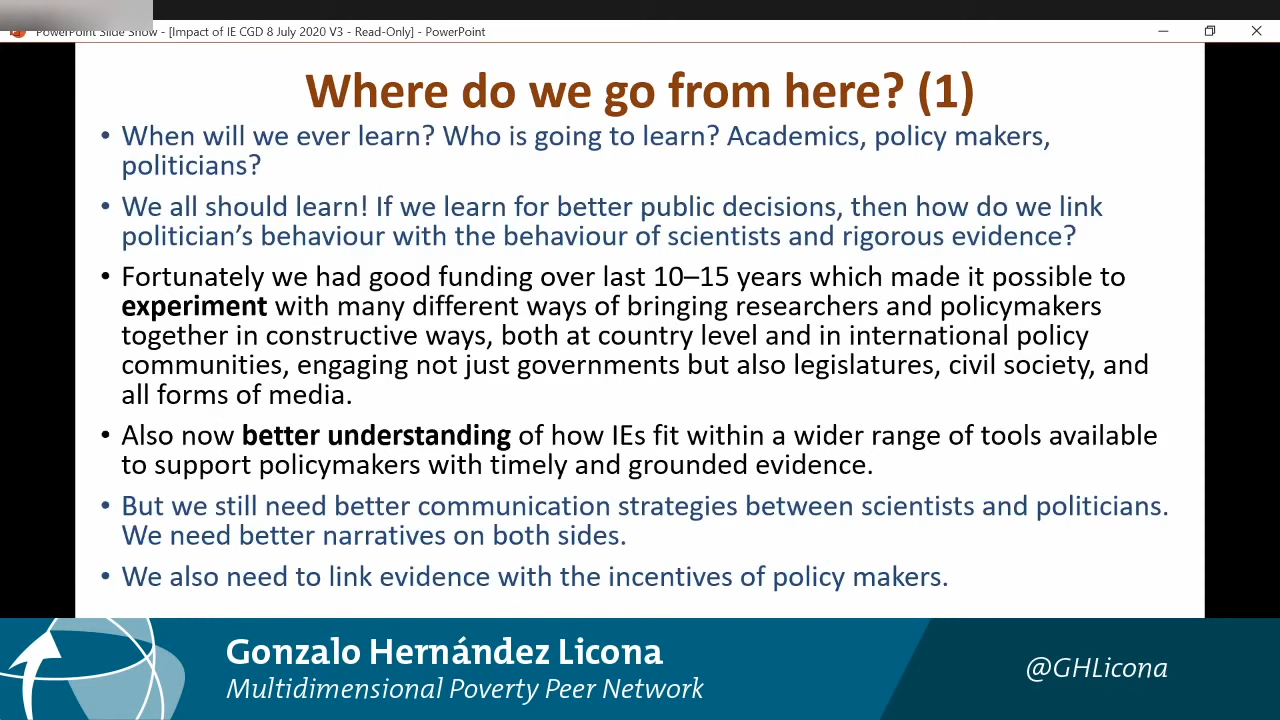 PowerPoint Slide Show - [Impact of IE CGD 8 July 2020 V3 - Read-Only] - PowerPoint
Where do we go from here? (1)
• When will we ever learn? Who is going to learn? Academics, policy makers,
politicians?
• We all should learn! If we learn for better public decisions, then how do we link
politician’s behaviour with the behaviour of scientists and rigorous evidence?
• Fortunately we had good funding over last 10–15 years which made it possible to
experiment with many different ways of bringing researchers and policymakers
together in constructive ways, both at country level and in international policy
communities, engaging not just governments but also legislatures, civil society, and
all forms of media.
• Also now better understanding of how IEs fit within a wider range of tools available
to support policymakers with timely and grounded evidence.
• But we still need better communication strategies between scientists and politicians.
We need better narratives on both sides.
• We also need to link evidence with the incentives of policy makers.
Gonzalo Hernández Licona
Multidimensional Poverty Peer Network
@GHLicona